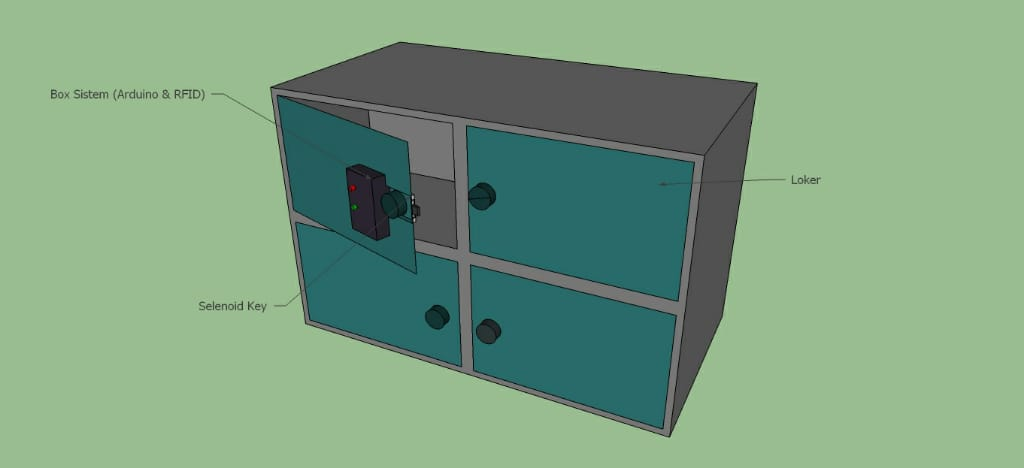 Box Sistem (Arduino & RFID)
Loker
Selenoid Key